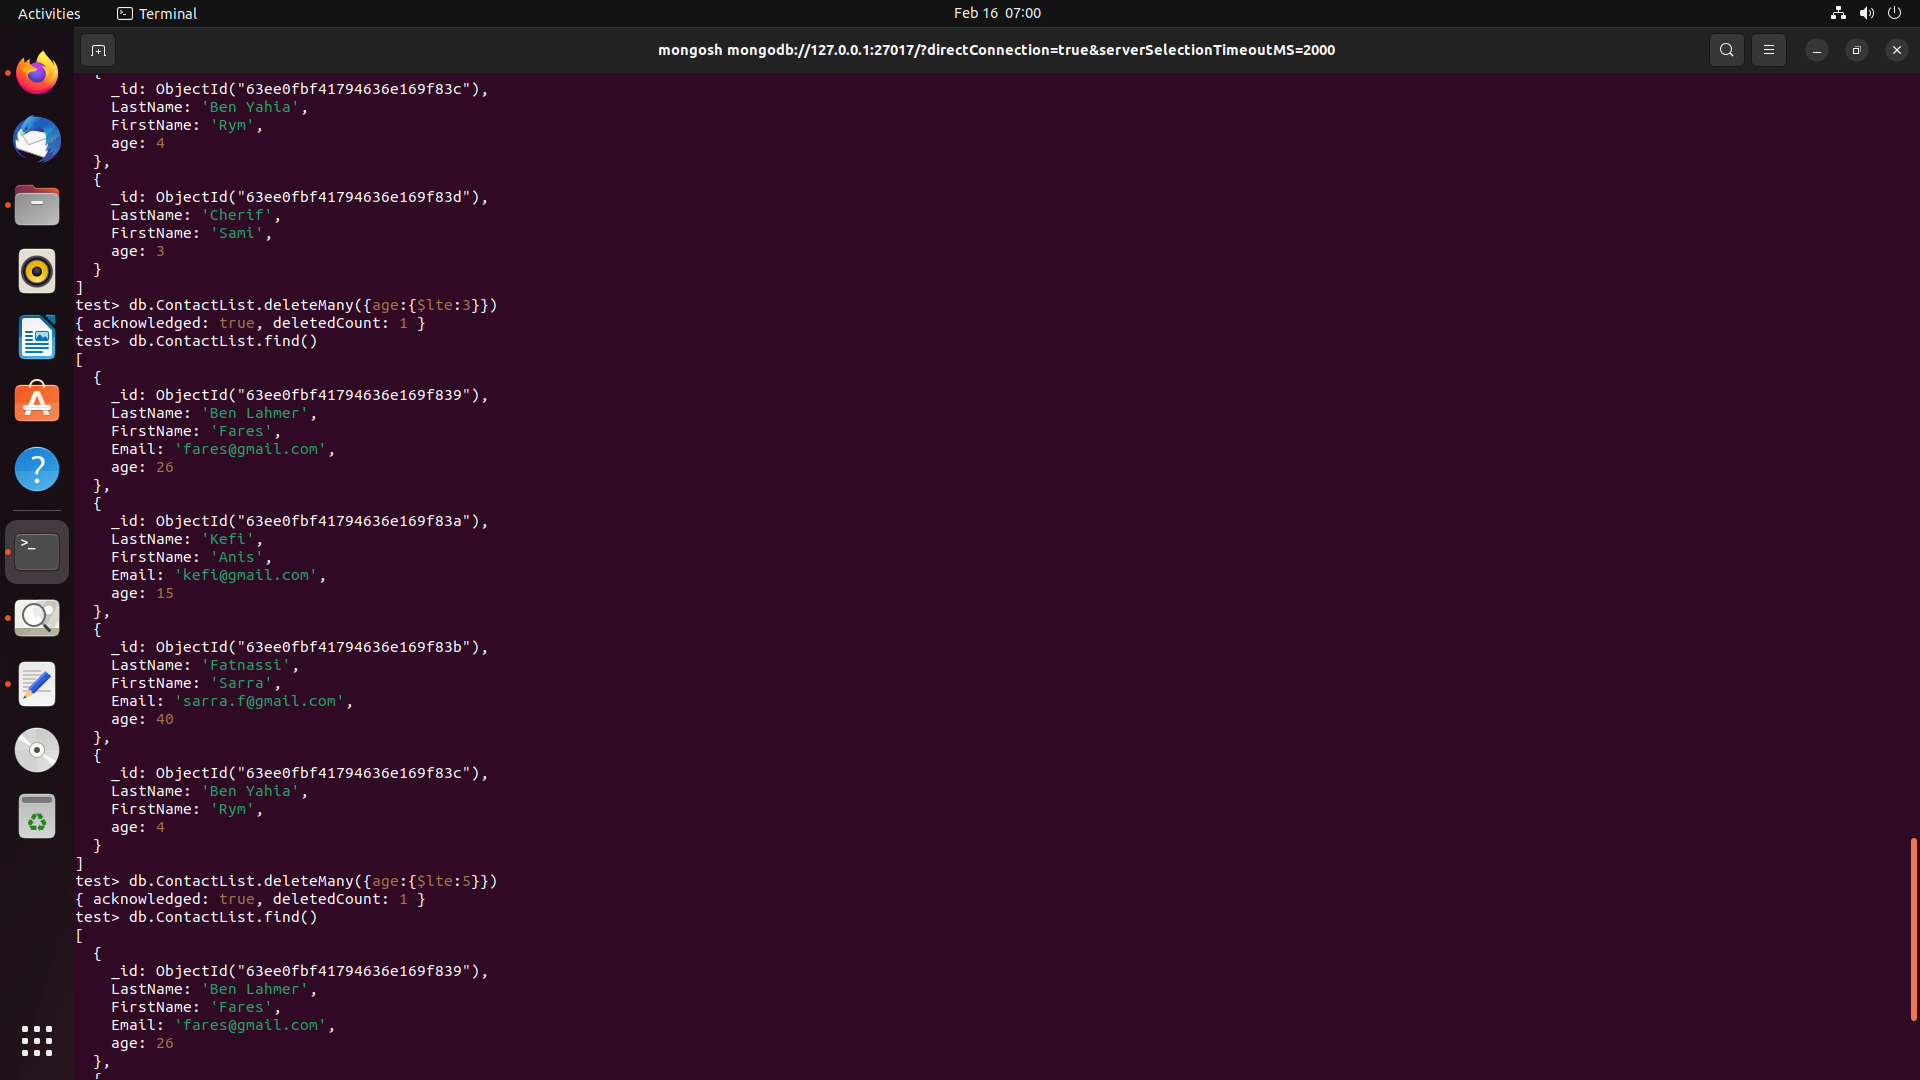 Activities
Terminal
Feb 16 07:00
mongosh mongodb://127.0.0.1:27017/?directConnection=true&serverSelectionTimeoutMS=2000
{
    _id: ObjectId("63ee0fbf41794636e169f83c"),
    LastName: 'Ben Yahia',
    FirstName: 'Rym',
    age: 4
  },
  {
    _id: ObjectId("63ee0fbf41794636e169f83d"),
    LastName: 'Cherif',
    FirstName: 'Sami',
    age: 3
  }
]
test> db.ContactList.deleteMany({age:{$lte:3}})
{ acknowledged: true, deletedCount: 1 }
test> db.ContactList.find()
[
  {
    _id: ObjectId("63ee0fbf41794636e169f839"),
    LastName: 'Ben Lahmer',
    FirstName: 'Fares',
    Email: 'fares@gmail.com',
    age: 26
  },
  {
    _id: ObjectId("63ee0fbf41794636e169f83a"),
    LastName: 'Kefi',
    FirstName: 'Anis',
    Email: 'kefi@gmail.com',
    age: 15
  },
  {
    _id: ObjectId("63ee0fbf41794636e169f83b"),
    LastName: 'Fatnassi',
    FirstName: 'Sarra',
    Email: 'sarra.f@gmail.com',
    age: 40
  },
  {
    _id: ObjectId("63ee0fbf41794636e169f83c"),
    LastName: 'Ben Yahia',
    FirstName: 'Rym',
    age: 4
  }
]
test> db.ContactList.deleteMany({age:{$lte:5}})
{ acknowledged: true, deletedCount: 1 }
test> db.ContactList.find()
[
  {
    _id: ObjectId("63ee0fbf41794636e169f839"),
    LastName: 'Ben Lahmer',
    FirstName: 'Fares',
    Email: 'fares@gmail.com',
    age: 26
  },
  {